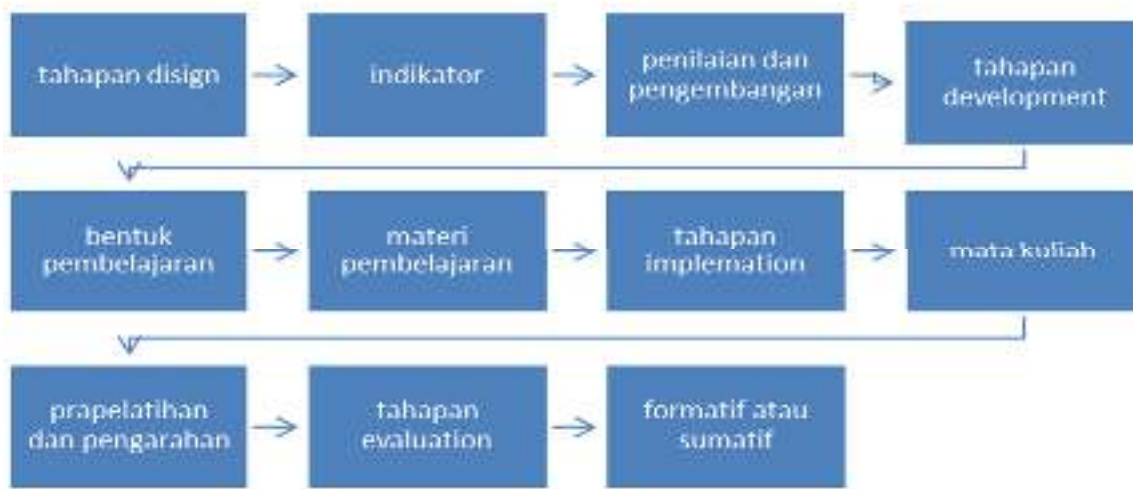 tahapan disign
indikator
penilaian dan
pengembangan
tahapan
development
bentuk
pembelajaran
materi
pembelajaran
tahapan
implemation
mata kuliah
prapelatihan
dan pengarahan
tahapan
evaluation
formatif atau
sumatif